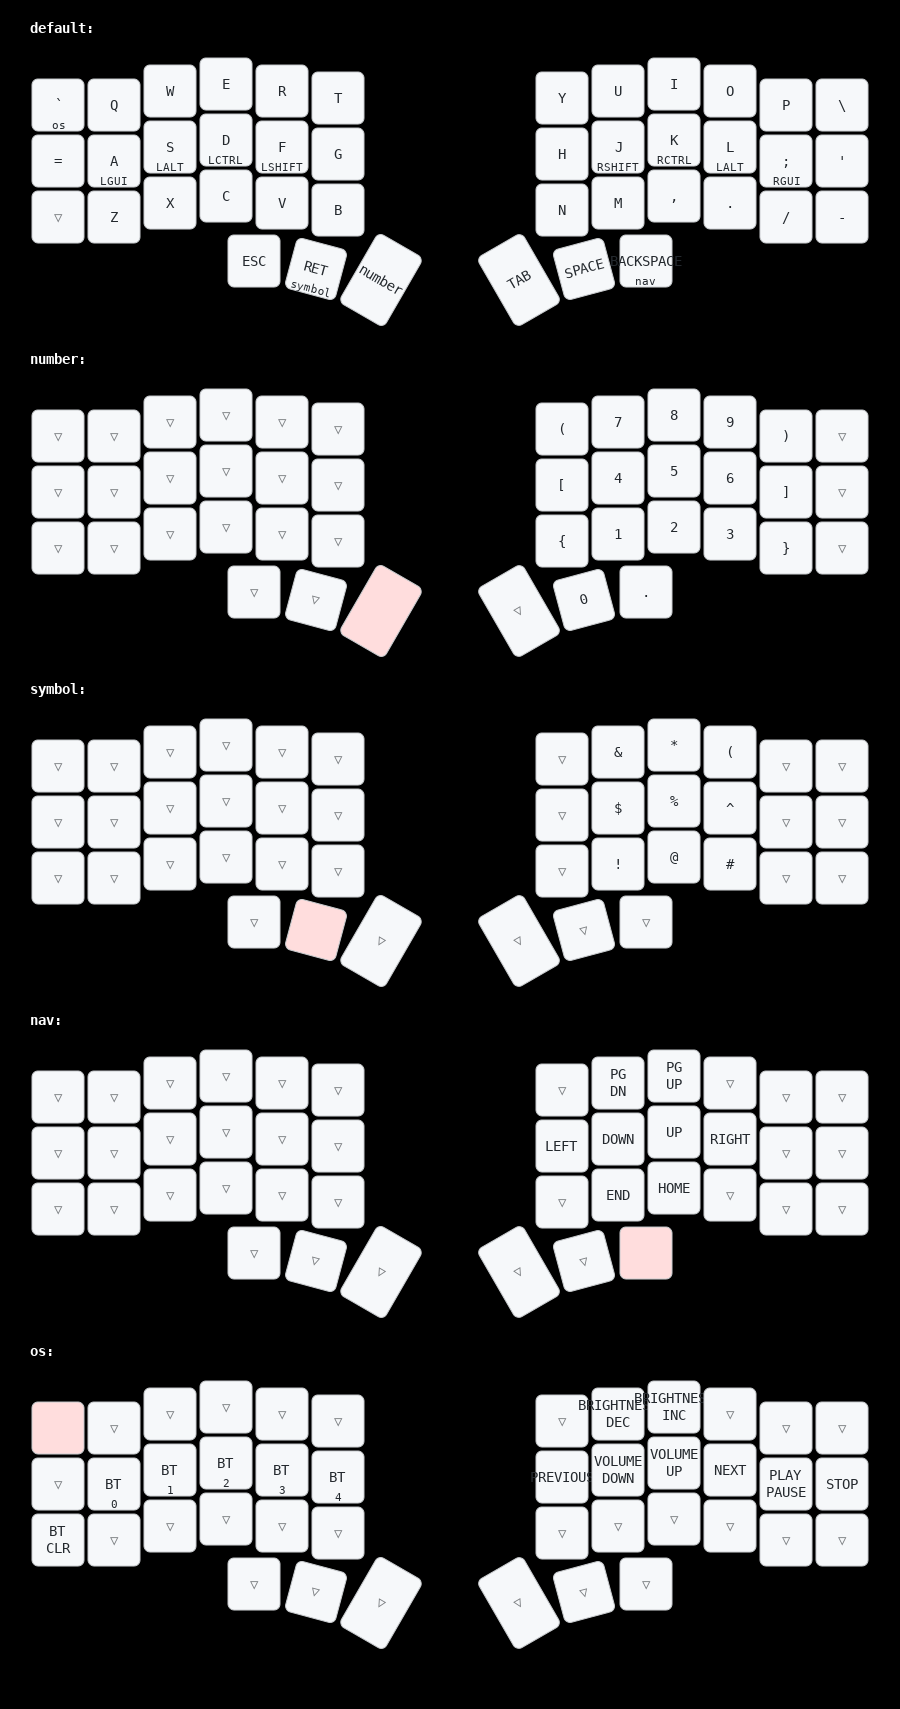 default:
` Q W E R T Y U I O P \
os
= A S D F G H J K L ; '
LGUI LALT LCTRL LSHIFT RSHIFT RCTRL LALT RGUI
▽ Z X C V B N M , . / -
ESC RET number TAB SPACE BACKSPACE
symbol nav
number:
▽ ▽ ▽ ▽ ▽ ▽ ( 7 8 9 ) ▽
▽ ▽ ▽ ▽ ▽ ▽ [ 4 5 6 ] ▽
▽ ▽ ▽ ▽ ▽ ▽ { 1 2 3 } ▽
▽ ▽ ▽ 0 .
symbol:
▽ ▽ ▽ ▽ ▽ ▽ ▽ & * ( ▽ ▽
▽ ▽ ▽ ▽ ▽ ▽ ▽ $ % ^ ▽ ▽
▽ ▽ ▽ ▽ ▽ ▽ ▽ ! @ # ▽ ▽
▽ ▽ ▽ ▽ ▽
nav:
▽ ▽ ▽ ▽ ▽ ▽ ▽ PG DN PG UP ▽ ▽ ▽
▽ ▽ ▽ ▽ ▽ ▽ LEFT DOWN UP RIGHT ▽ ▽
▽ ▽ ▽ ▽ ▽ ▽ ▽ END HOME ▽ ▽ ▽
▽ ▽ ▽ ▽ ▽
os:
▽ ▽ ▽ ▽ ▽ ▽ BRIGHTNE DEC BRIGHTNES INC ▽ ▽ ▽
▽ BT 0 BT 1 BT 2 BT 3 BT 4 PREVIOUS VOLUME DOWN VOLUME UP NEXT PLAY PAUSE STOP
BT CLR ▽ ▽ ▽ ▽ ▽ ▽ ▽ ▽ ▽ ▽ ▽
▽ ▽ ▽ ▽ ▽ ▽